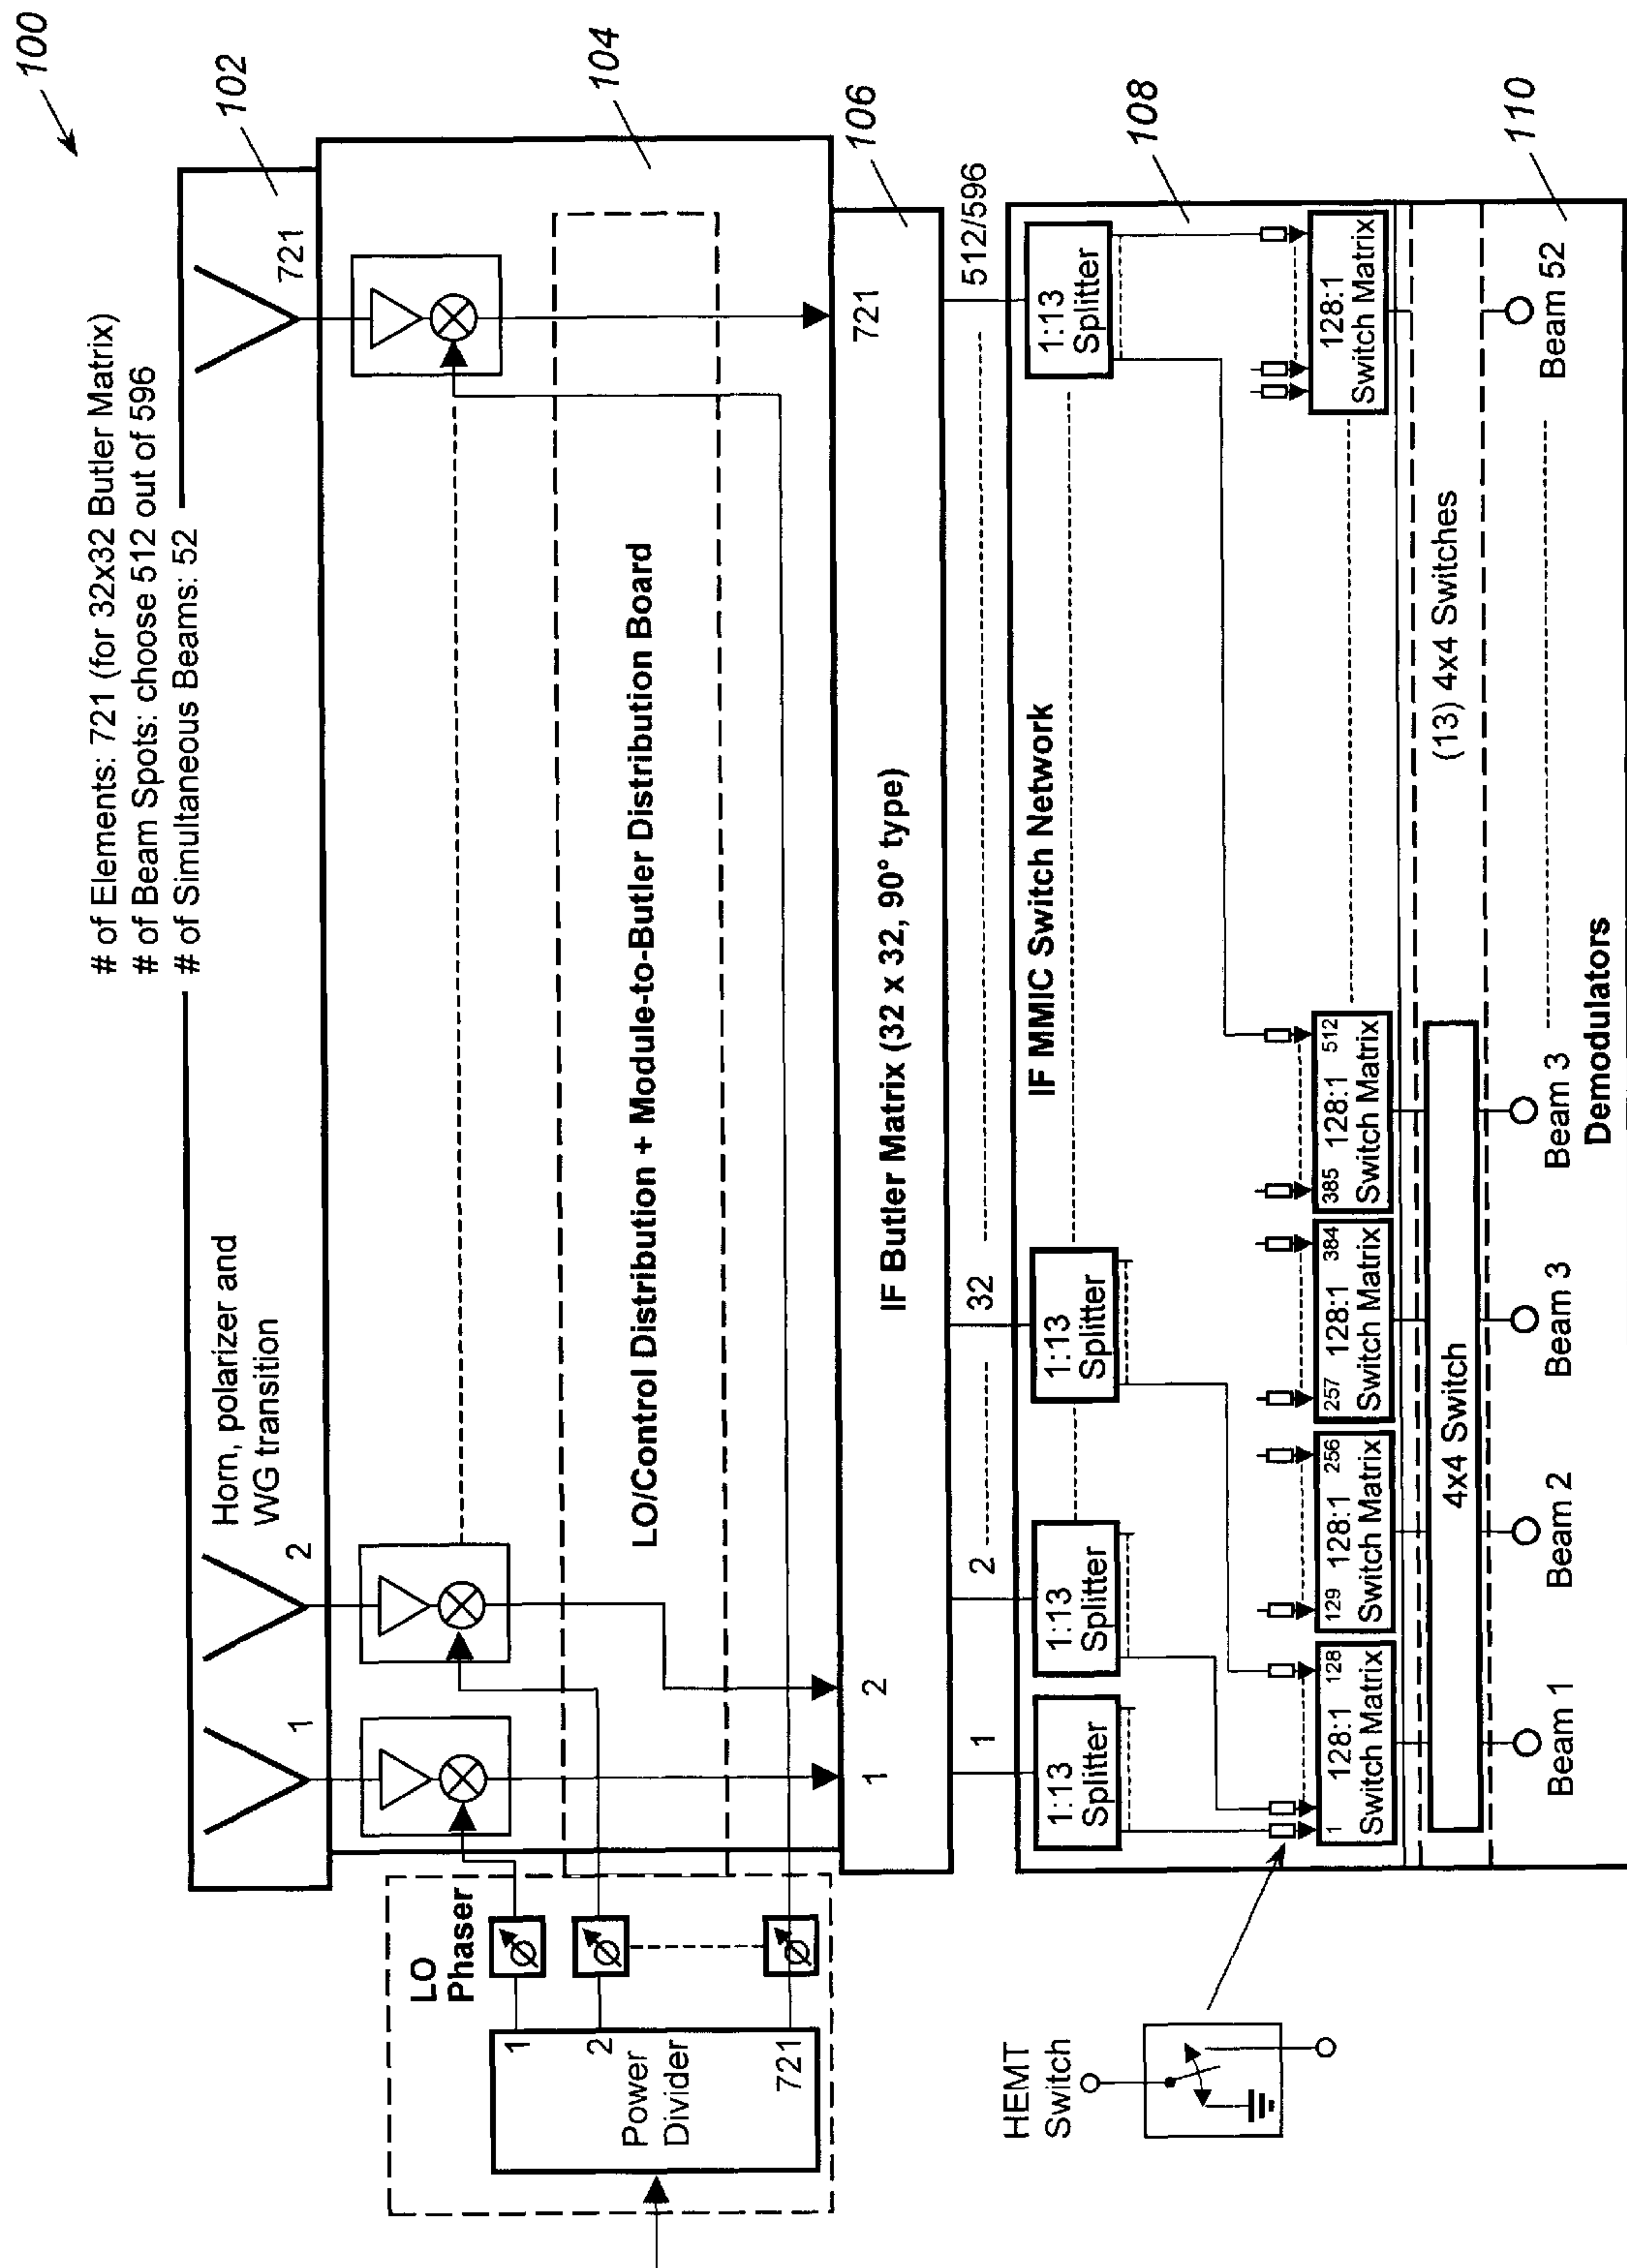 100
# of Elements: 721 (for 32x32 Butler Matrix)
# of Beam Spots: choose 512 out of 596
# of Simultaneous Beams: 52
102
Horn, polarizer and
WG transition
1
2
721
104
LO
Phaser
Power
Divider
1
2
721
LO/Control Distribution + Module-to-Butler Distribution Board
106
1
2
721
IF Butler Matrix (32 x 32, 90° type)
1
2
32
512/596
IF MMIC Switch Network
108
1:13
Splitter
1:13
Splitter
1:13
Splitter
1:13
Splitter
HEMT
Switch
1
128
128:1
Switch Matrix
129
256
128:1
Switch Matrix
257
384
128:1
Switch Matrix
385
512
128:1
Switch Matrix
128:1
Switch Matrix
4x4 Switch
(13) 4x4 Switches
110
Beam 1
Beam 2
Beam 3
Beam 3
Beam 52
Demodulators